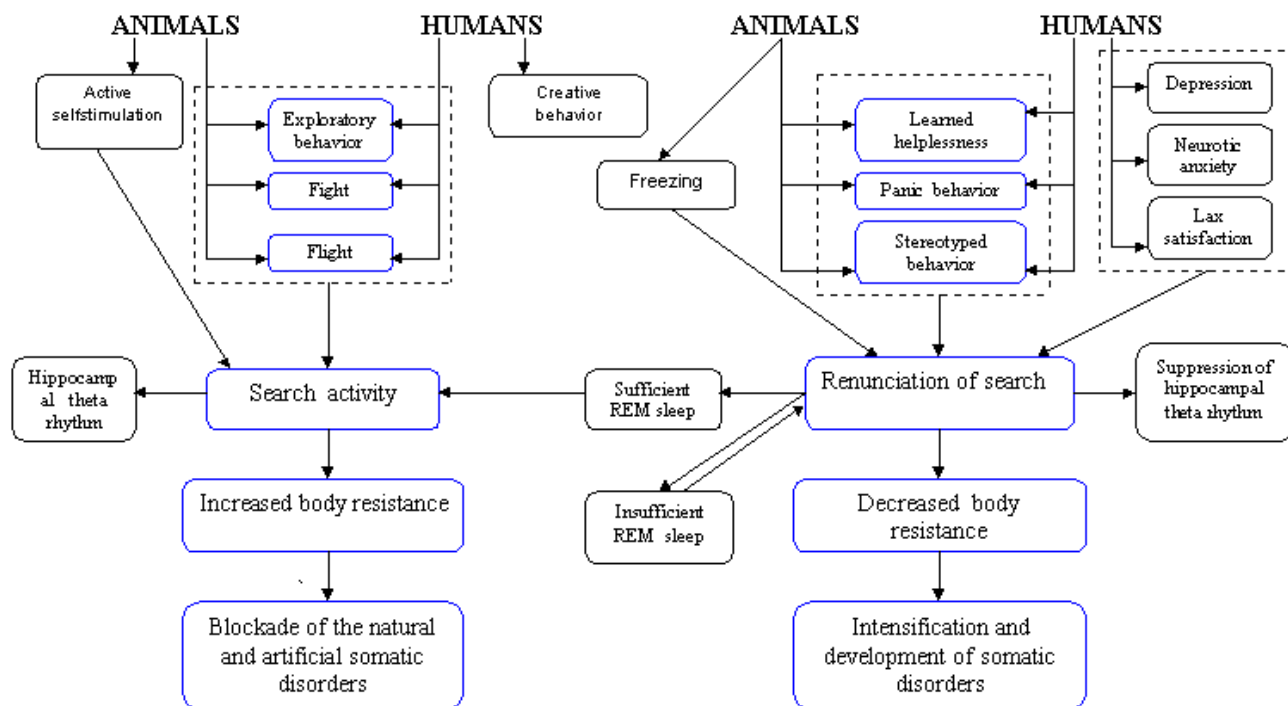 ANIMALS
HUMANS
ANIMALS
HUMANS
Active
selfstimulation
Exploratory
behavior
Fight
Flight
Creative
behavior
Freezing
Learned
helplessness
Panic behavior
Stereotyped
behavior
Depression
Neurotic
anxiety
Lax
satisfaction
Hippocamp
al theta
rhythm
Search activity
Sufficient
REM sleep
Renunciation of search
Suppression of
hippocampal
theta rhythm
Increased body resistance
Insufficient
REM sleep
Decreased body
resistance
Blockade of the natural
and artificial somatic
disorders
Intensification and
development of somatic
disorders